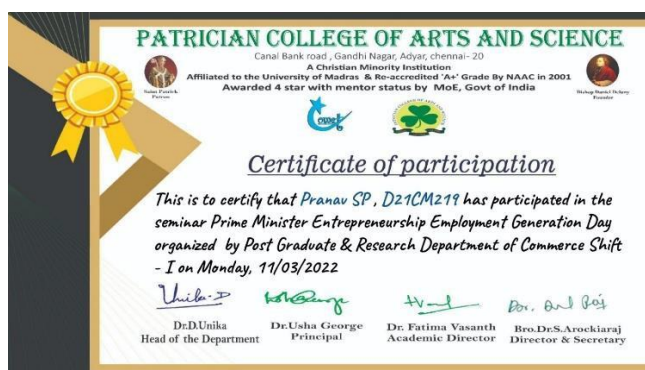 PATRICIAN COLLEGE OF ARTS AND SCIENCE
Canal Bank road , Gandhi Nagar, Adyar, chennai- 20
A Christian Minority Institution
Affiliated to the University of Madras & Re-accredited 'A+' Grade By NAAC in 2001
Awarded 4 star with mentor status by MoE, Govt of India
Saint Patrick
Patron
Founder
Certificate of participation
This is to certify that Pranav SP , D21CM219 has participated in the
seminar Prime Minister Entrepreneurship Employment Generation Day
organized by Post Graduate & Research Department of Commerce Shift
- I on Monday, 11/03/2022
Unika-D
Dr.D.Unika
Head of the Department
Dr.Usha George
Principal
Dr. Fatima Vasanth
Academic Director
Bro.Dr.S.Arockiaraj
Director & Secretary